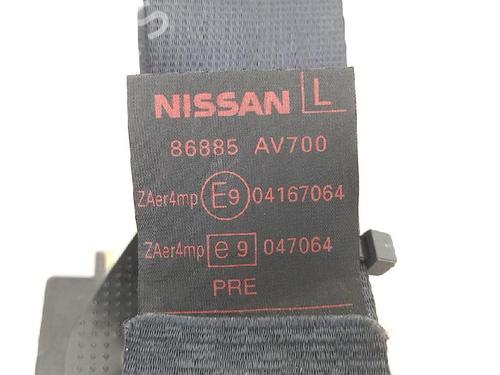 NISSAN L
86885 AV700
ZAer4mp E9 04167064
ZAer4mp e9 047064
PRE